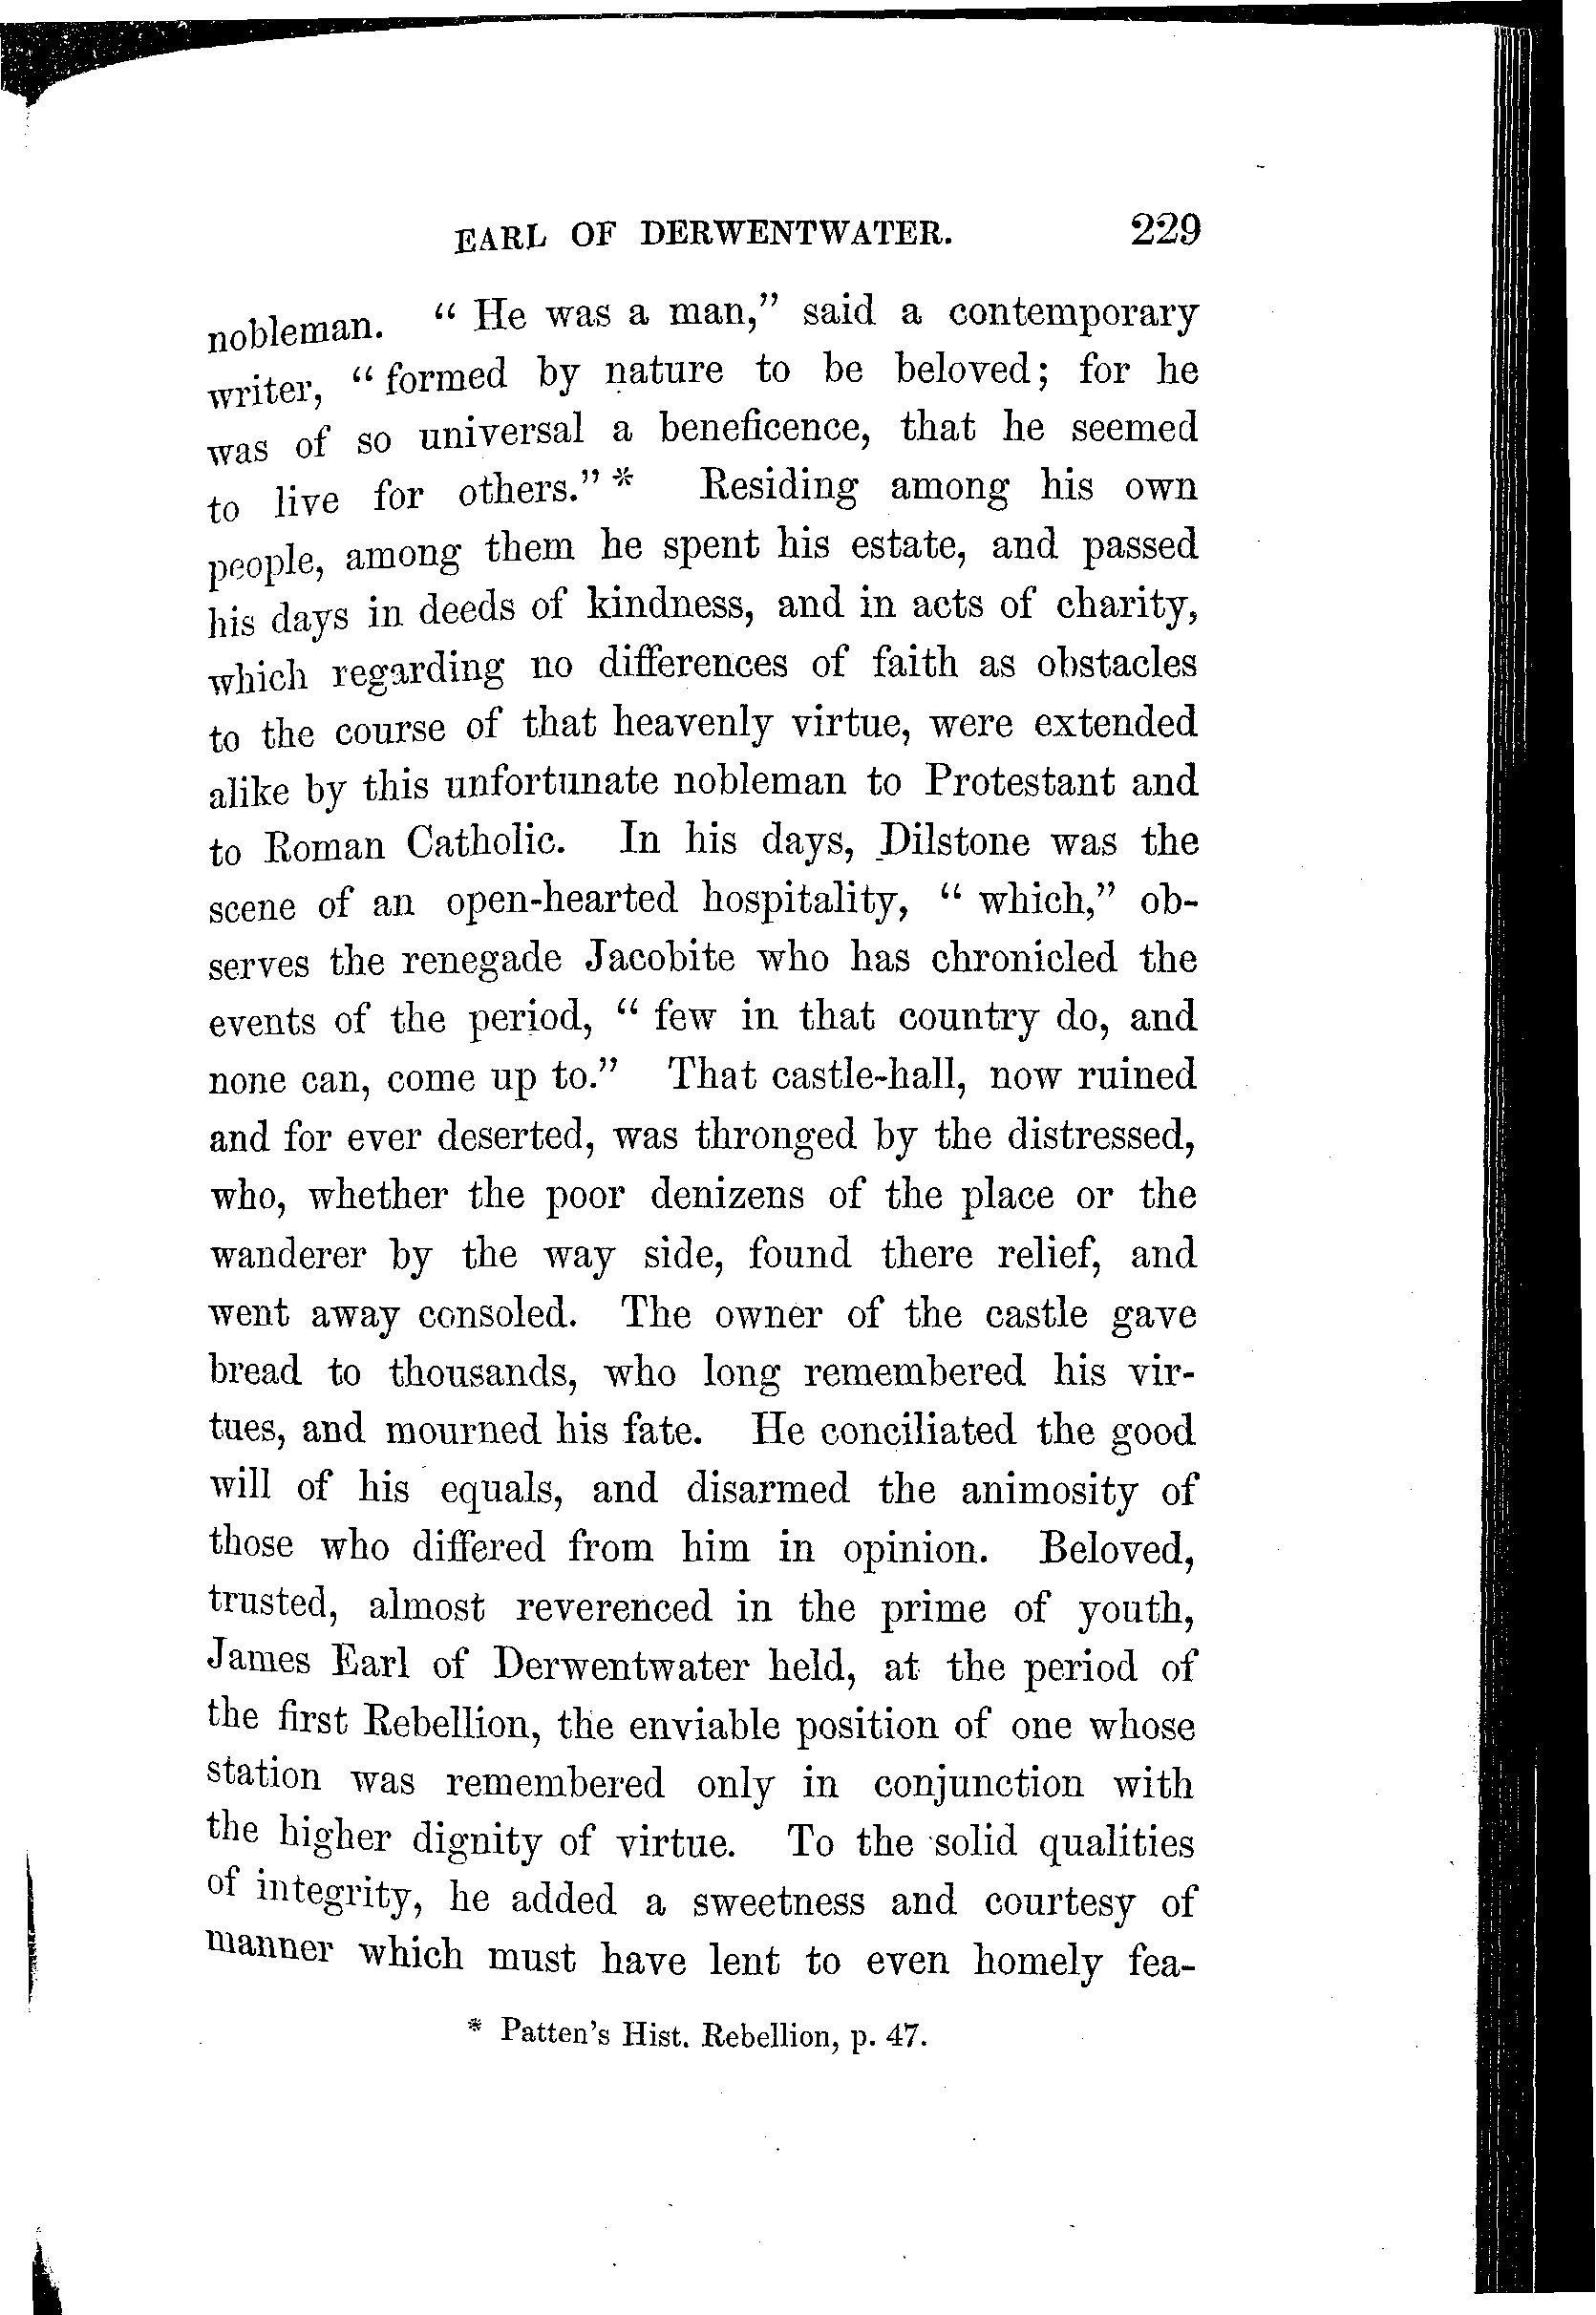 EARL OF DERWENTWATER. 229
nobleman. “ He was a man,” said a contemporary
writer, “ formed by nature to be beloved; for he
was of so universal a beneficence, that he seemed
to live for others.” * Residing among his own
people, among them he spent his estate, and passed
his days in deeds of kindness, and in acts of charity,
which regarding no differences of faith as obstacles
to the course of that heavenly virtue, were extended
alike by this unfortunate nobleman to Protestant and
to Roman Catholic. In his days, Dilstone was the
scene of an open-hearted hospitality, “ which,” ob-
serves the renegade Jacobite who has chronicled the
events of the period, “ few in that country do, and
none can, come up to.” That castle-hall, now ruined
and for ever deserted, was thronged by the distressed,
who, whether the poor denizens of the place or the
wanderer by the way side, found there relief, and
went away consoled. The owner of the castle gave
bread to thousands, who long remembered his vir-
tues, and mourned his fate. He conciliated the good
will of his equals, and disarmed the animosity of
those who differed from him in opinion. Beloved,
trusted, almost reverenced in the prime of youth,
James Earl of Derwentwater held, at the period of
the first Rebellion, the enviable position of one whose
station was remembered only in conjunction with
the higher dignity of virtue. To the solid qualities
of integrity, he added a sweetness and courtesy of
manner which must have lent to even homely fea-
* Patten’s Hist. Rebellion, p. 47.